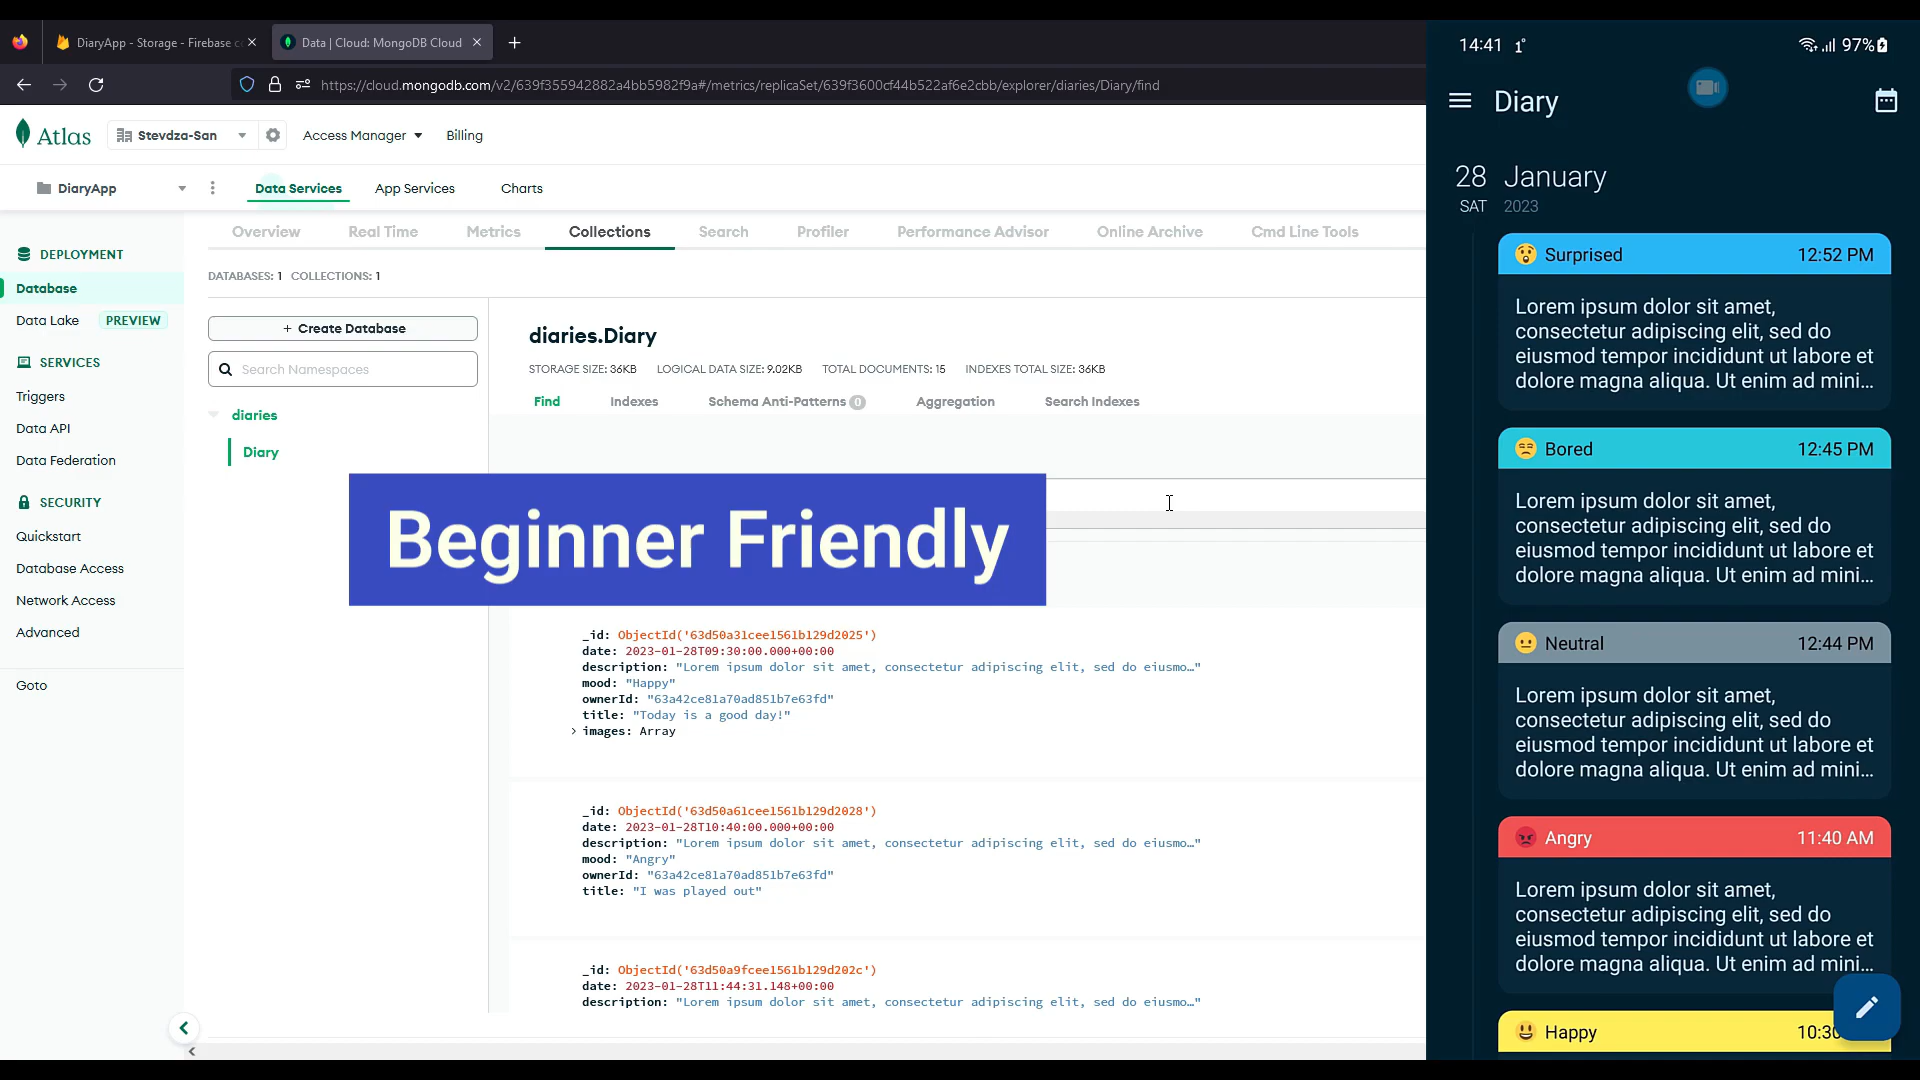 DiaryApp - Storage - Firebase c
Data | Cloud: MongoDB Cloud
https://cloud.mongodb.com/v2/639f355942882a4bb5982f9a#/metrics/replicaSet/639f3600cf44b522af6e2cbb/explorer/diaries/Diary/find
Atlas
Stevdza-San
Access Manager
Billing
DiaryApp
Data Services
App Services
Charts
DEPLOYMENT
Database
Data Lake
PREVIEW
SERVICES
Triggers
Data API
Data Federation
SECURITY
Quickstart
Database Access
Network Access
Advanced
Goto
Overview
Real Time
Metrics
Collections
Search
Profiler
Performance Advisor
Online Archive
Cmd Line Tools
DATABASES: 1 COLLECTIONS: 1
+ Create Database
Search Namespaces
diaries
Diary
diaries.Diary
STORAGE SIZE: 36KB LOGICAL DATA SIZE: 9.02KB TOTAL DOCUMENTS: 15 INDEXES TOTAL SIZE: 36KB
Find
Indexes
Schema Anti-Patterns 0
Aggregation
Search Indexes
Beginner Friendly
_id: ObjectId('63d50a31cee1561b129d2025')
date: 2023-01-28T09:30:00.000+00:00
description: "Lorem ipsum dolor sit amet, consectetur adipiscing elit, sed do eiusmo…"
mood: "Happy"
ownerId: "63a42ce81a70ad851b7e63fd"
title: "Today is a good day!"
> images: Array
_id: ObjectId('63d50a61cee1561b129d2028')
date: 2023-01-28T10:40:00.000+00:00
description: "Lorem ipsum dolor sit amet, consectetur adipiscing elit, sed do eiusmo…"
mood: "Angry"
ownerId: "63a42ce81a70ad851b7e63fd"
title: "I was played out"
_id: ObjectId('63d50a9fcee1561b129d202c')
date: 2023-01-28T11:44:31.148+00:00
description: "Lorem ipsum dolor sit amet, consectetur adipiscing elit, sed do eiusmo…"
14:41 1°
97%
Diary
28 January
SAT 2023
Surprised 12:52 PM
Lorem ipsum dolor sit amet,
consectetur adipiscing elit, sed do
eiusmod tempor incididunt ut labore et
dolore magna aliqua. Ut enim ad mini...
Bored 12:45 PM
Lorem ipsum dolor sit amet,
consectetur adipiscing elit, sed do
eiusmod tempor incididunt ut labore et
dolore magna aliqua. Ut enim ad mini...
Neutral 12:44 PM
Lorem ipsum dolor sit amet,
consectetur adipiscing elit, sed do
eiusmod tempor incididunt ut labore et
dolore magna aliqua. Ut enim ad mini...
Angry 11:40 AM
Lorem ipsum dolor sit amet,
consectetur adipiscing elit, sed do
eiusmod tempor incididunt ut labore et
dolore magna aliqua. Ut enim ad mini...
Happy 10:30